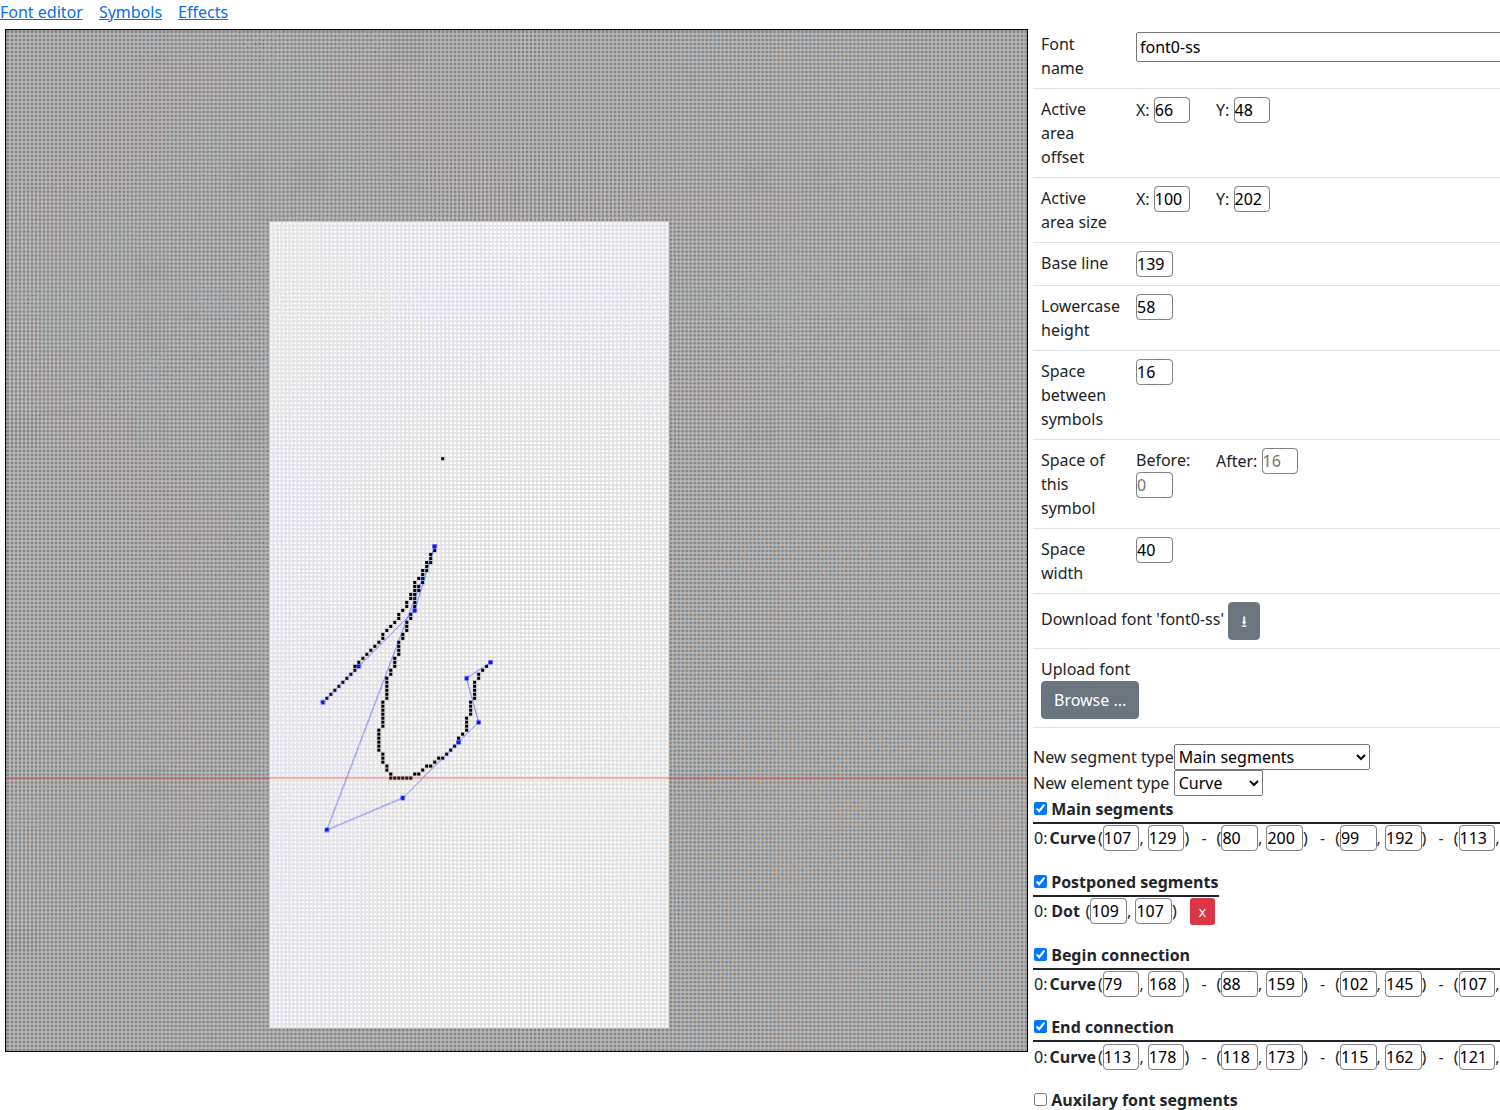 Font editor Symbols Effects
Font name font0-ss
Active area offset X: 66 Y: 48
Active area size X: 100 Y: 202
Base line 139
Lowercase height 58
Space between symbols 16
Space of this symbol Before: 0 After: 16
Space width 40
Download font 'font0-ss'
Upload font
Browse ...
New segment type Main segments
New element type Curve
Main segments
0: Curve (107, 129) - (80, 200) - (99, 192) - (113,
Postponed segments
0: Dot (109, 107) x
Begin connection
0: Curve (79, 168) - (88, 159) - (102, 145) - (107,
End connection
0: Curve (113, 178) - (118, 173) - (115, 162) - (121,
Auxilary font segments